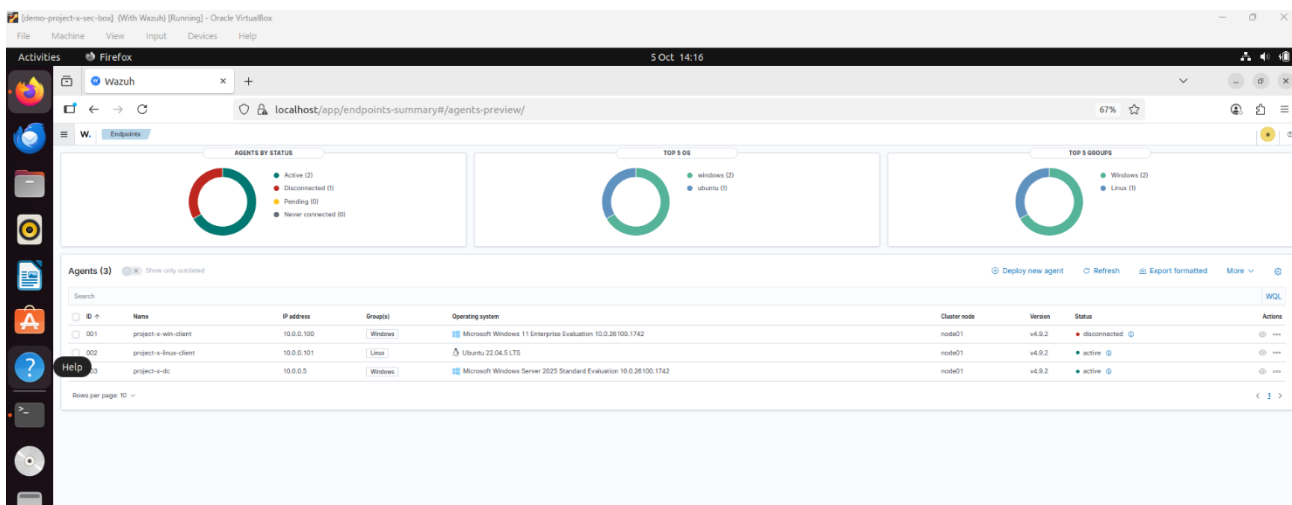 [demo-project-x-sec-box] (With Wazuh) [Running] - Oracle VirtualBox
File Machine View Input Devices Help
Activities Firefox 5 Oct 14:16
Wazuh
localhost/app/endpoints-summary#/agents-preview/ 67%
W. Endpoints a
AGENTS BY STATUS
Active (2)
Disconnected (1)
Pending (0)
Never connected (0)
TOP 5 OS
windows (2)
ubuntu (1)
TOP 5 GROUPS
Windows (2)
Linux (1)
Agents (3) Show only outdated Deploy new agent Refresh Export formatted More
Search WQL
ID Name IP address Group(s) Operating system Cluster node Version Status Actions
001 project-x-win-client 10.0.0.100 Windows Microsoft Windows 11 Enterprise Evaluation 10.0.26100.1742 node01 v4.9.2 disconnected
002 project-x-linux-client 10.0.0.101 Linux Ubuntu 22.04.5 LTS node01 v4.9.2 active
03 project-x-dc 10.0.0.5 Windows Microsoft Windows Server 2025 Standard Evaluation 10.0.26100.1742 node01 v4.9.2 active
Help
Rows per page: 10 1